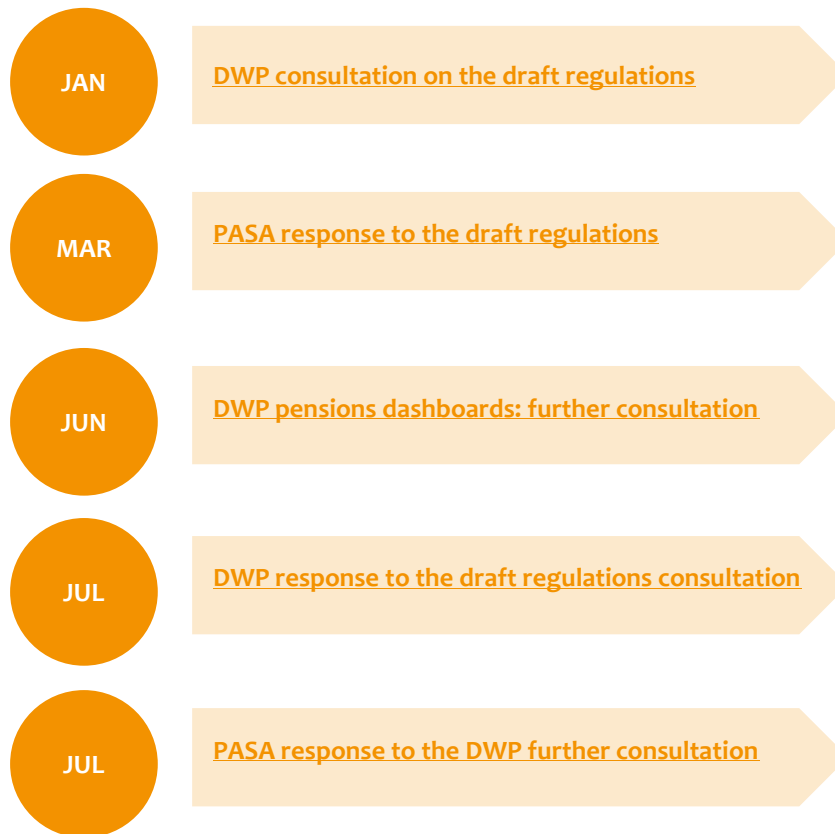 JAN
DWP consultation on the draft regulations
MAR
PASA response to the draft regulations
JUN
DWP pensions dashboards: further consultation
JUL
DWP response to the draft regulations consultation
JUL
PASA response to the DWP further consultation